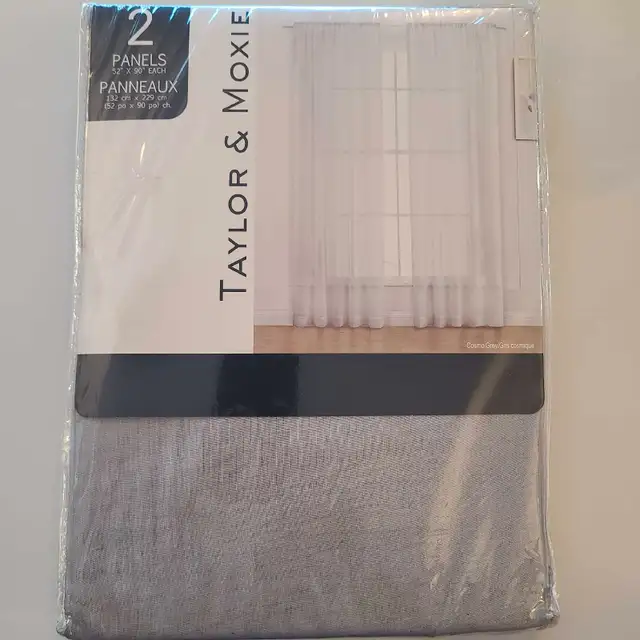 2
PANELS
52" X 90" EACH
PANNEAUX
132 cm x 229 cm
(52 po x 90 po) ch.
TAYLOR & MOXIE
Cosmo Grey/Gris cosmique